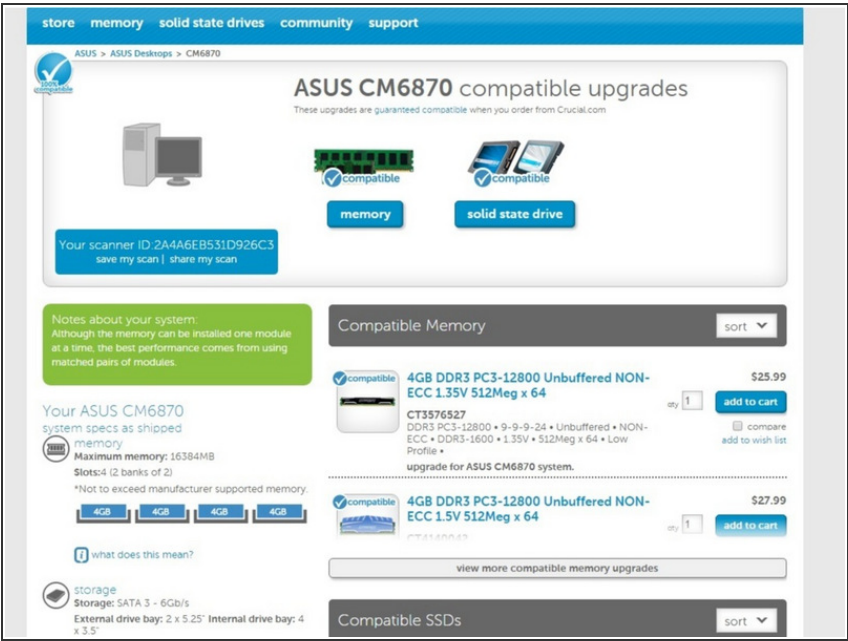 store memory solid state drives community support
ASUS > ASUS Desktops > CM6870
100%
compatible
ASUS CM6870 compatible upgrades
These upgrades are guaranteed compatible when you order from Crucial.com
compatible
compatible
memory
solid state drive
Your scanner ID:2A4A6EB531D926C3
save my scan | share my scan
Notes about your system:
Although the memory can be installed one module
at a time, the best performance comes from using
matched pairs of modules.
Your ASUS CM6870
system specs as shipped
memory
Maximum memory: 16384MB
Slots:4 (2 banks of 2)
*Not to exceed manufacturer supported memory.
4GB 4GB 4GB 4GB
i what does this mean?
storage
Storage: SATA 3 - 6Gb/s
External drive bay: 2 x 5.25" Internal drive bay: 4
x 3.5"
Compatible Memory
sort
compatible
4GB DDR3 PC3-12800 Unbuffered NON-
ECC 1.35V 512Meg x 64
CT3576527
DDR3 PC3-12800 • 9-9-9-24 • Unbuffered • NON-
ECC • DDR3-1600 • 1.35V • 512Meg x 64 • Low
Profile •
upgrade for ASUS CM6870 system.
$25.99
qty 1
add to cart
compare
add to wish list
compatible
4GB DDR3 PC3-12800 Unbuffered NON-
ECC 1.5V 512Meg x 64
$27.99
qty 1
add to cart
view more compatible memory upgrades
Compatible SSDs
sort